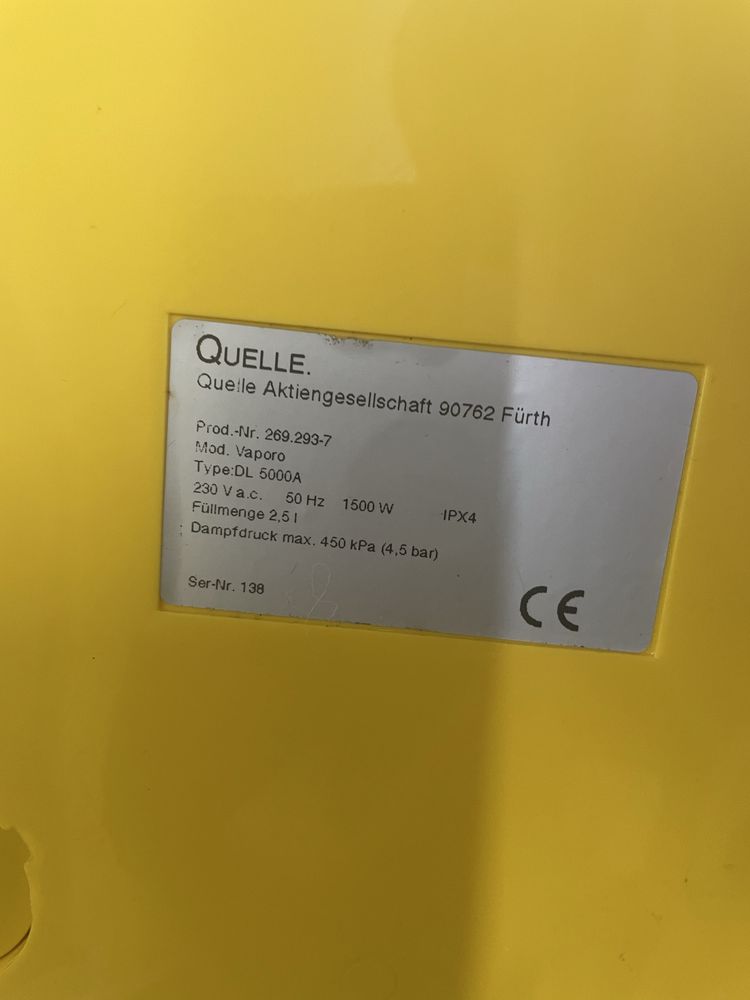 QUELLE.
Quelle Aktiengesellschaft 90762 Fürth
Prod.-Nr. 269.293-7
Mod. Vaporo
Type:DL 5000A
230 V a.c. 50 Hz 1500 W IPX4
Füllmenge 2,5 l
Dampfdruck max. 450 kPa (4,5 bar)
Ser-Nr. 138
CE